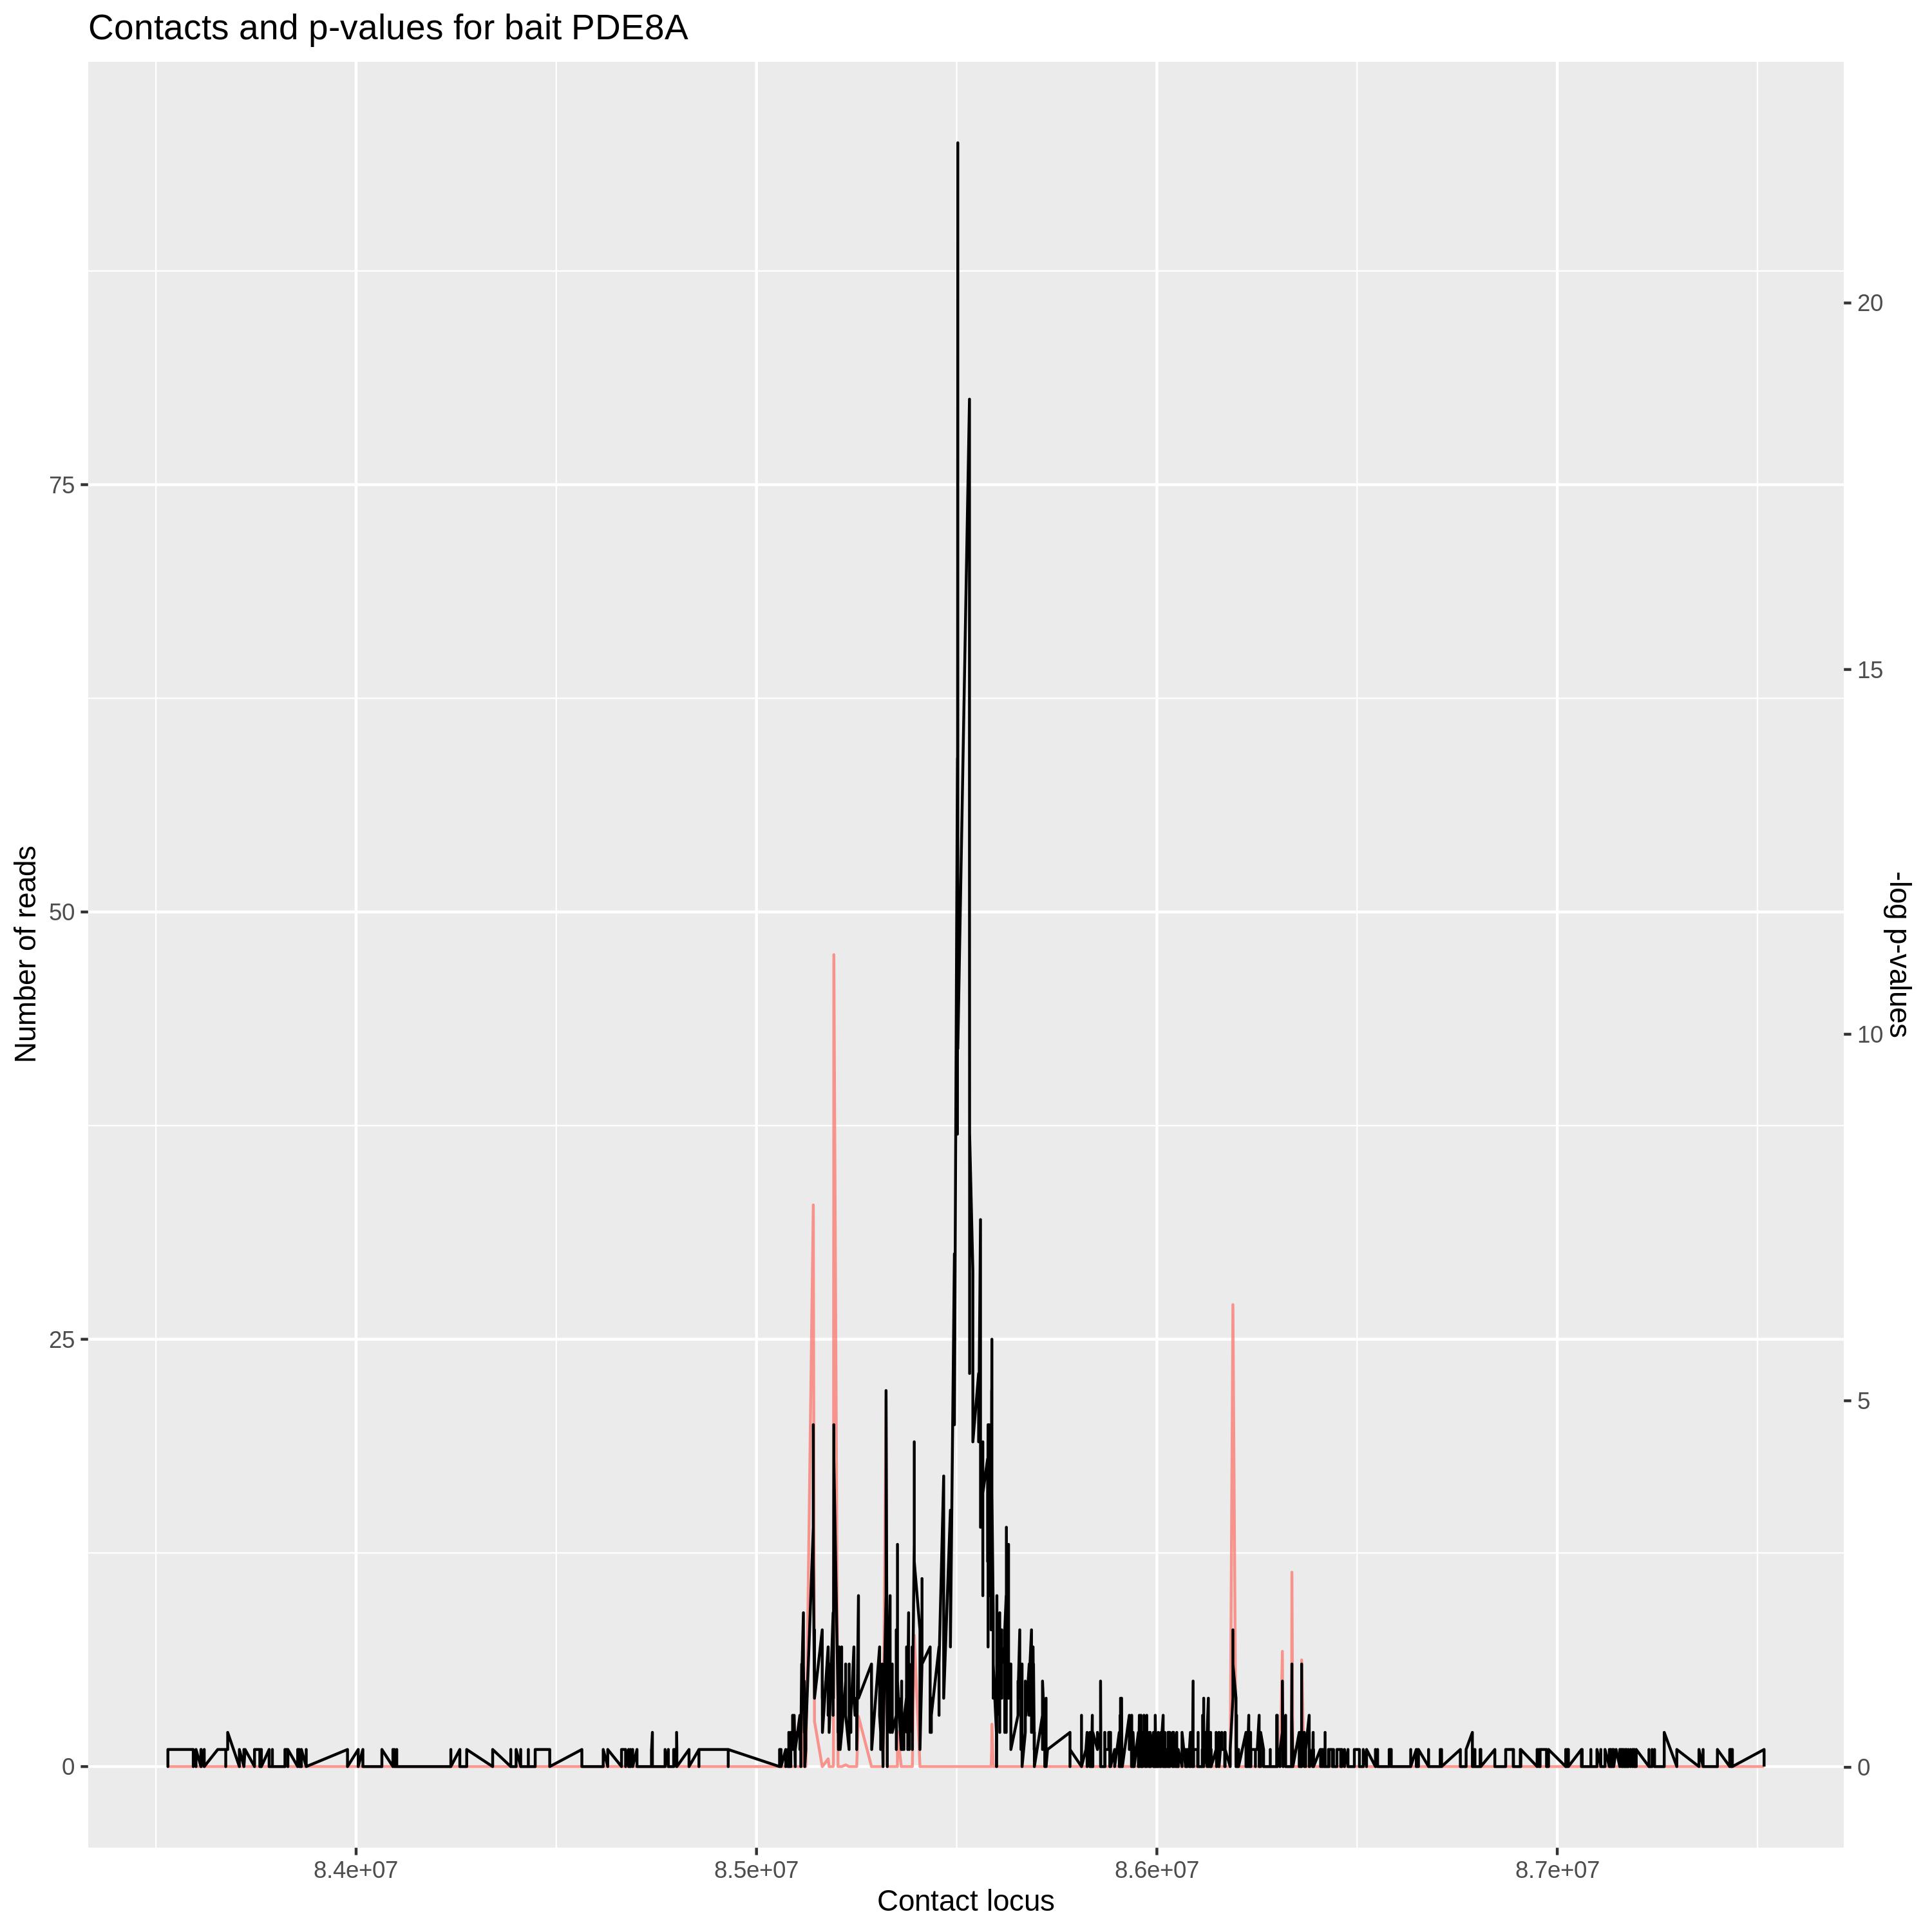 Contacts and p-values for bait PDE8A
Number of reads
75
50
25
0
20
15
10
5
0
-log p-values
8.4e+07
8.5e+07
8.6e+07
8.7e+07
Contact locus